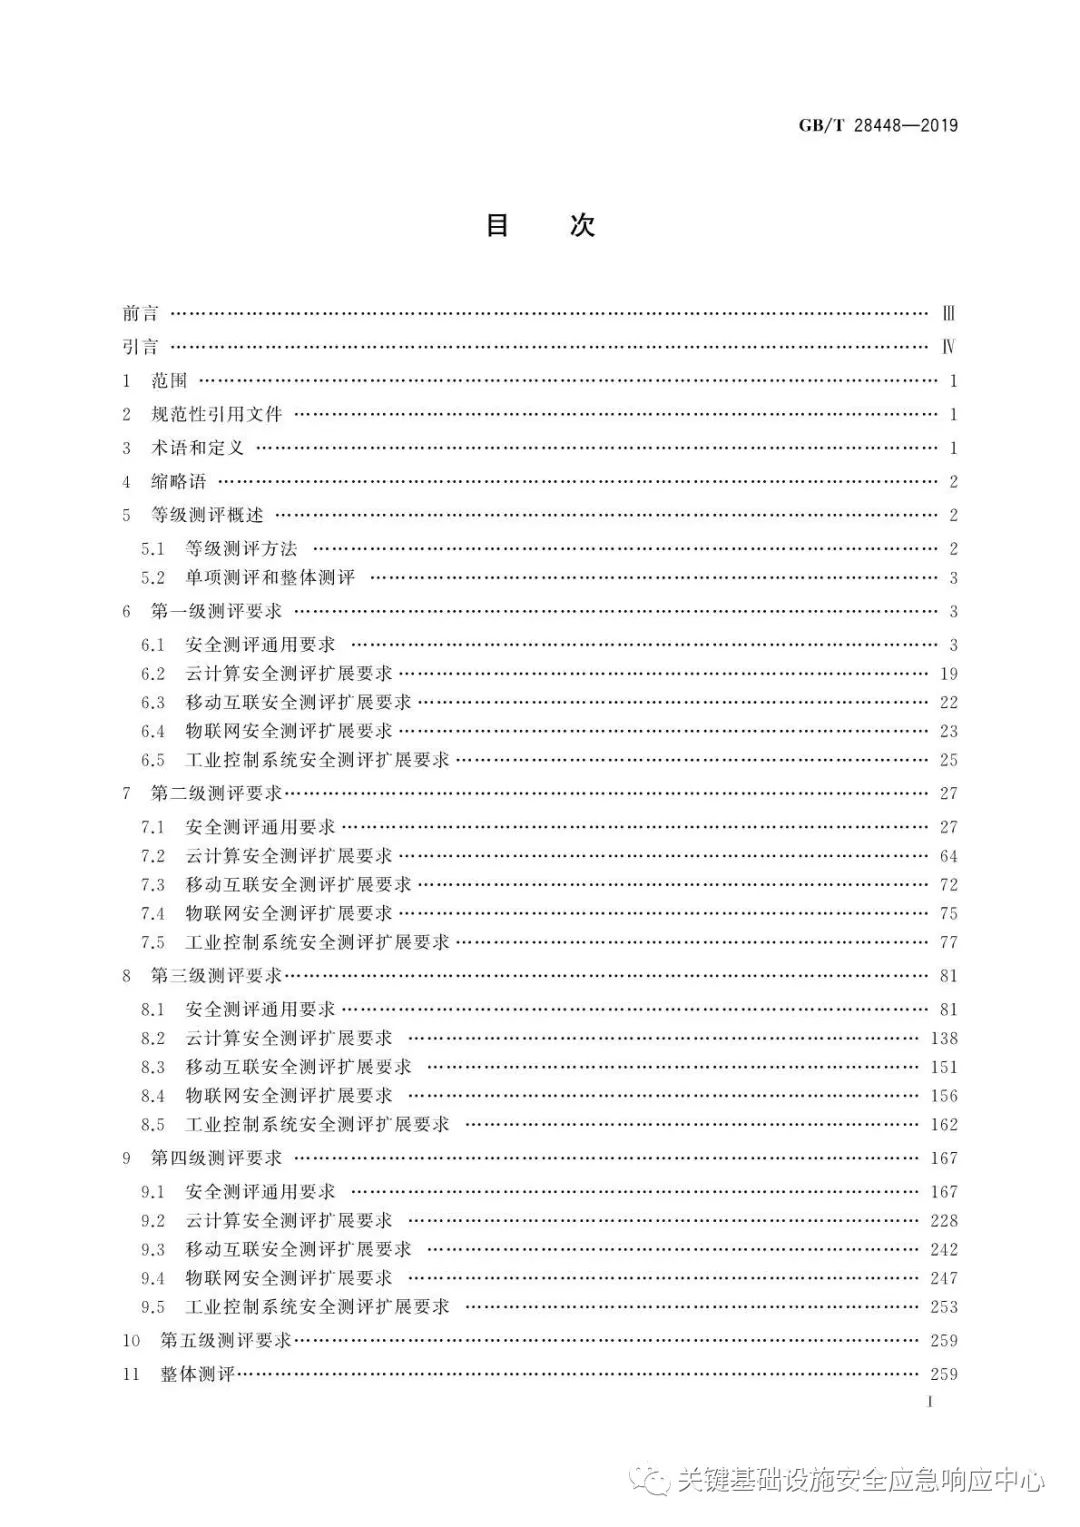 GB/T 28448—2019
目 次
前言 ……………………………………………………………………………………… Ⅲ
引言 ……………………………………………………………………………………… Ⅳ
1 范围 ……………………………………………………………………………………… 1
2 规范性引用文件 ……………………………………………………………………………… 1
3 术语和定义 ……………………………………………………………………………… 1
4 缩略语 ……………………………………………………………………………………… 2
5 等级测评概述 ……………………………………………………………………………… 2
5.1 等级测评方法 ……………………………………………………………………………… 2
5.2 单项测评和整体测评 ……………………………………………………………………… 3
6 第一级测评要求 ……………………………………………………………………………… 3
6.1 安全测评通用要求 ……………………………………………………………………… 3
6.2 云计算安全测评扩展要求 ……………………………………………………………… 19
6.3 移动互联安全测评扩展要求 ……………………………………………………………… 22
6.4 物联网安全测评扩展要求 ……………………………………………………………… 23
6.5 工业控制系统安全测评扩展要求 ……………………………………………………… 25
7 第二级测评要求 ……………………………………………………………………………… 27
7.1 安全测评通用要求 ……………………………………………………………………… 27
7.2 云计算安全测评扩展要求 ……………………………………………………………… 64
7.3 移动互联安全测评扩展要求 ……………………………………………………………… 72
7.4 物联网安全测评扩展要求 ……………………………………………………………… 75
7.5 工业控制系统安全测评扩展要求 ……………………………………………………… 77
8 第三级测评要求 ……………………………………………………………………………… 81
8.1 安全测评通用要求 ……………………………………………………………………… 81
8.2 云计算安全测评扩展要求 ……………………………………………………………… 138
8.3 移动互联安全测评扩展要求 ……………………………………………………………… 151
8.4 物联网安全测评扩展要求 ……………………………………………………………… 156
8.5 工业控制系统安全测评扩展要求 ……………………………………………………… 162
9 第四级测评要求 ……………………………………………………………………………… 167
9.1 安全测评通用要求 ……………………………………………………………………… 167
9.2 云计算安全测评扩展要求 ……………………………………………………………… 228
9.3 移动互联安全测评扩展要求 ……………………………………………………………… 242
9.4 物联网安全测评扩展要求 ……………………………………………………………… 247
9.5 工业控制系统安全测评扩展要求 ……………………………………………………… 253
10 第五级测评要求 ……………………………………………………………………………… 259
11 整体测评 ……………………………………………………………………………………… 259
Ⅰ
关键基础设施安全应急响应中心